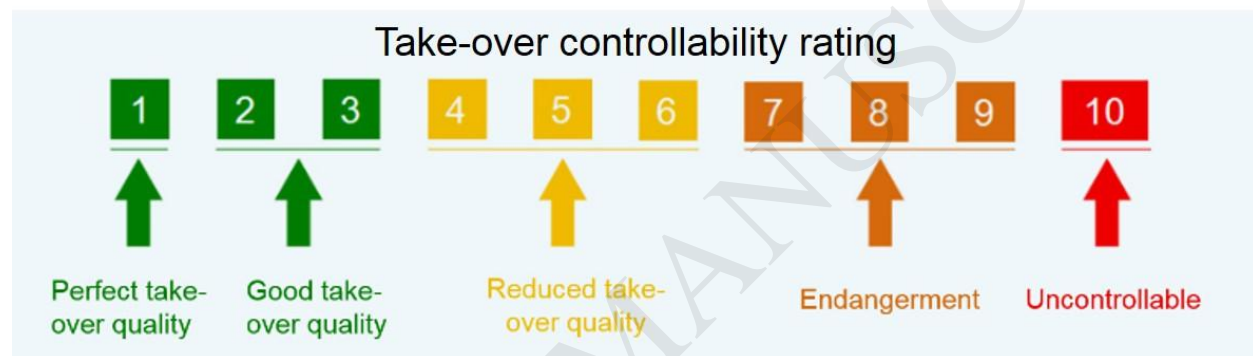 Take-over controllability rating
1 2 3 4 5 6 7 8 9 10
Perfect take-
over quality
Good take-
over quality
Reduced take-
over quality
Endangerment
Uncontrollable
MANUSC